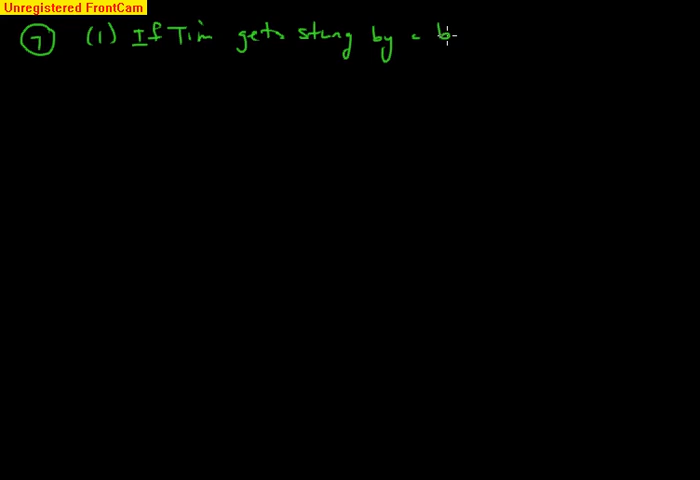 Unregistered FrontCam
7 (1) If Tim gets stung by a b